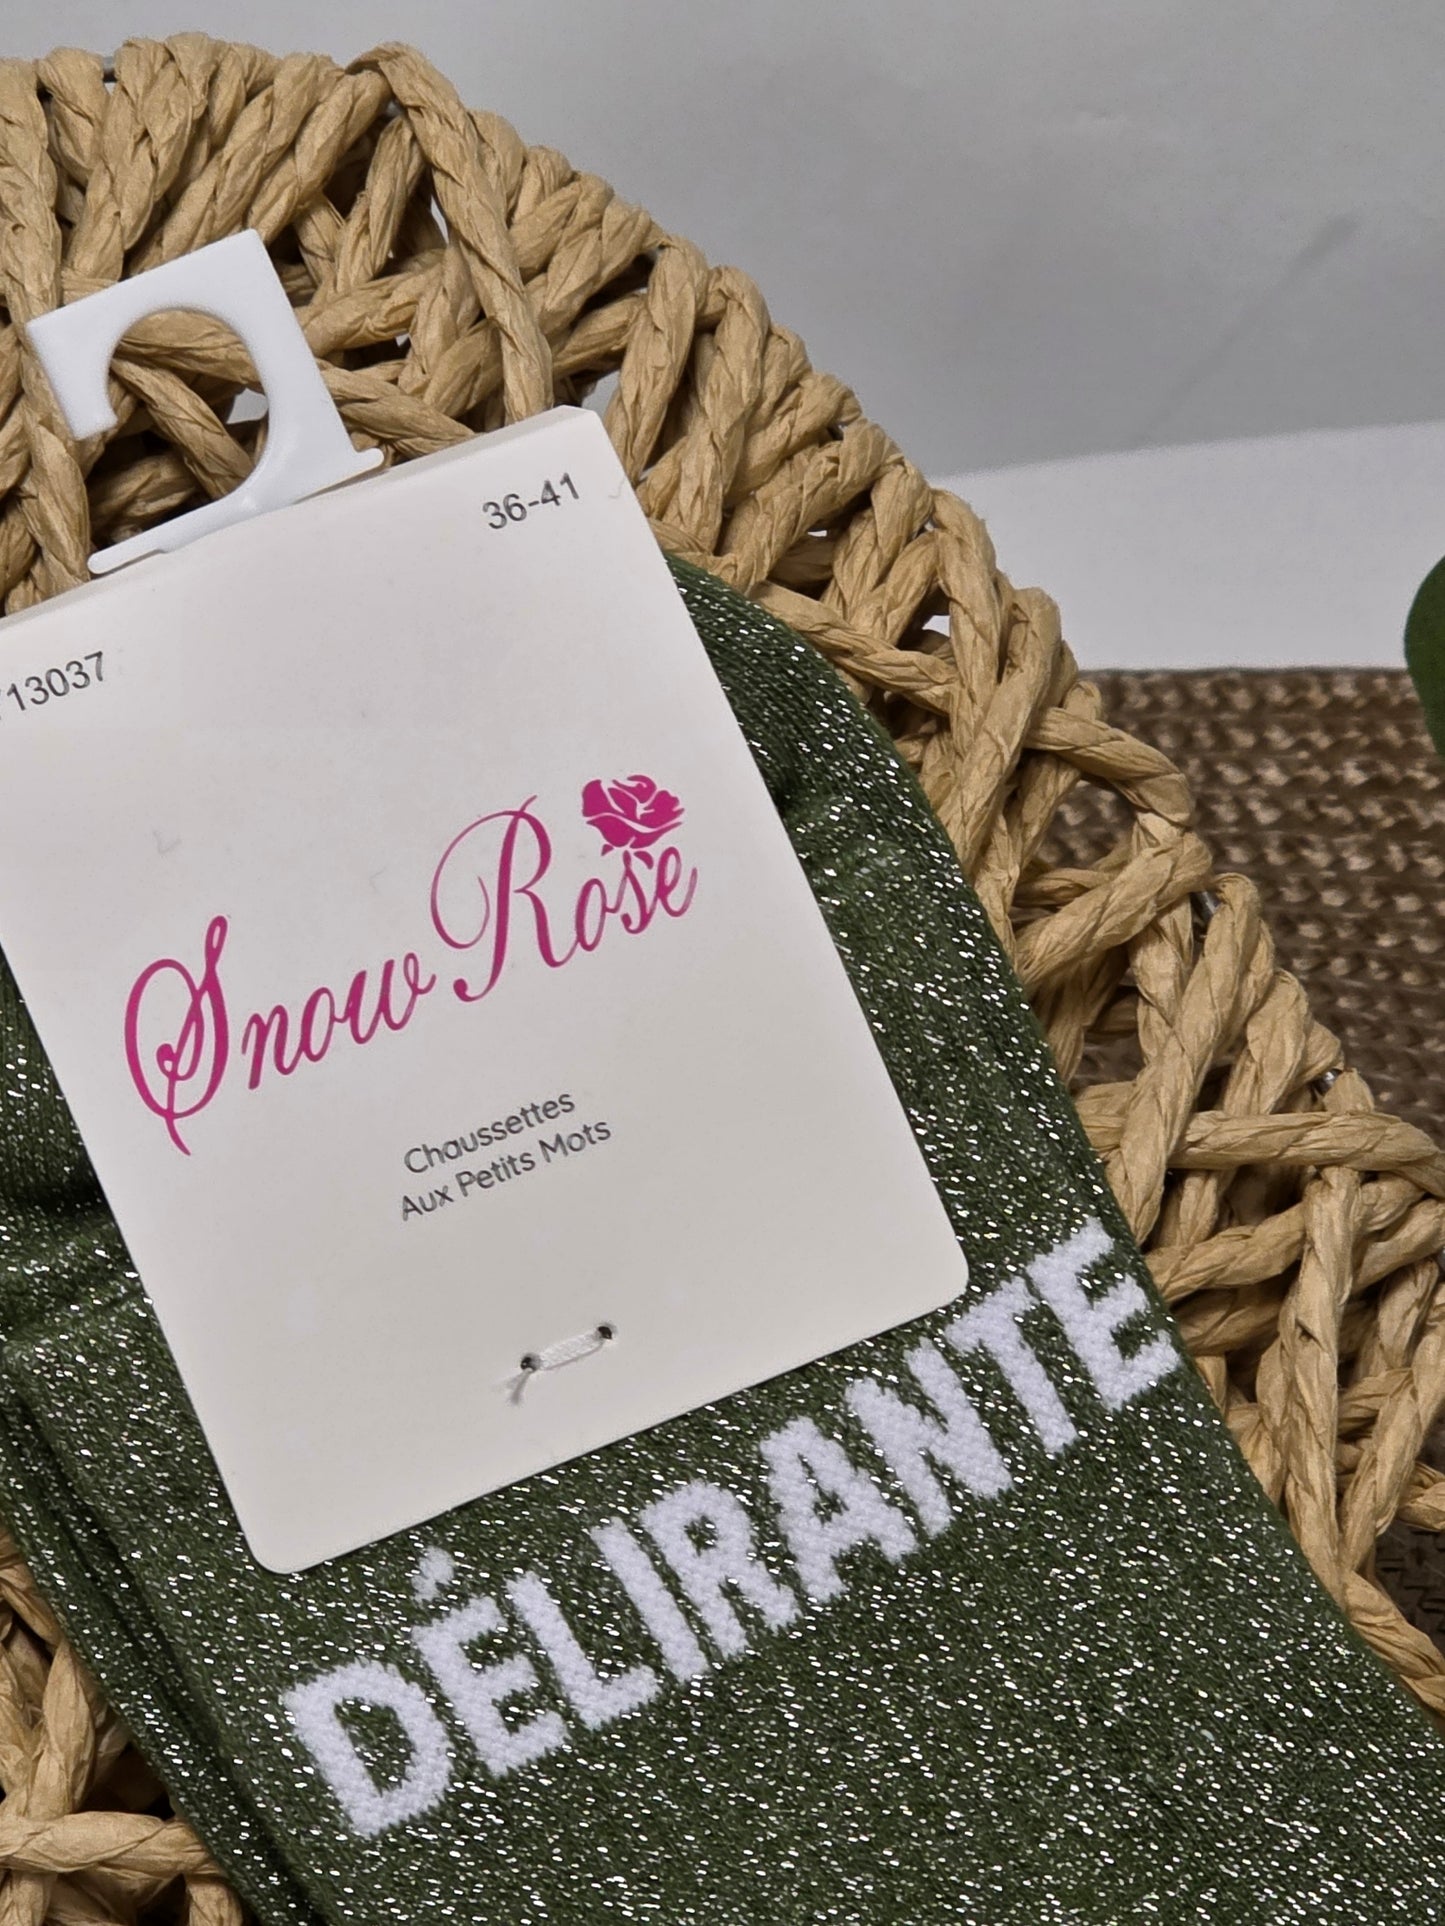 36-41
13037
Snow Rose
Chaussettes
Aux Petits Mots
DÉLIRANTE